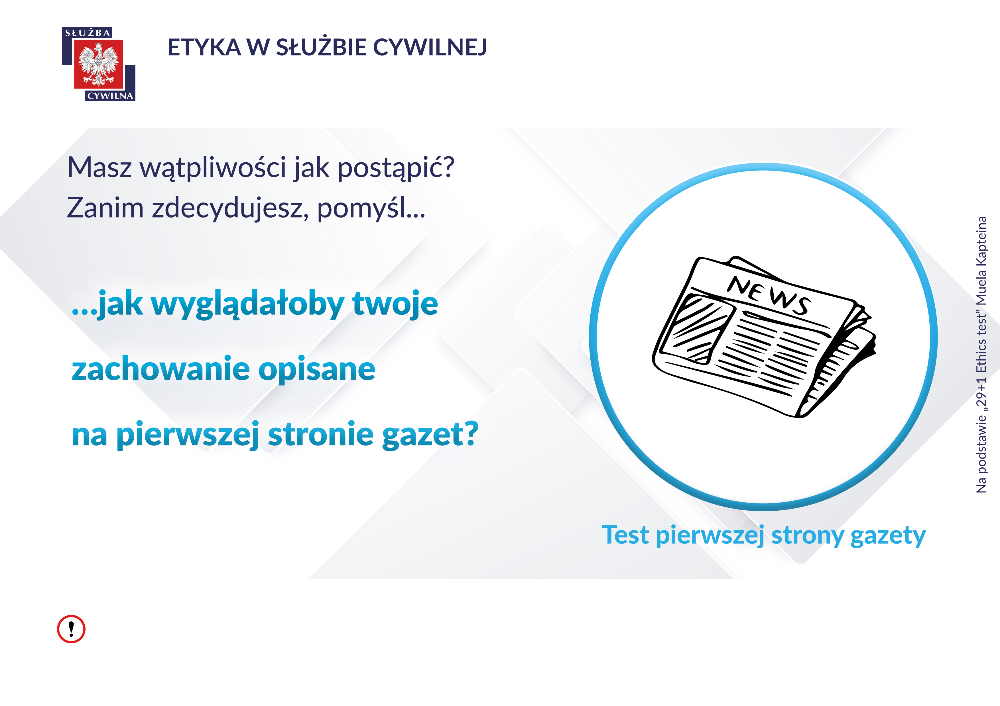 SŁUŻBA
CYWILNA
ETYKA W SŁUŻBIE CYWILNEJ
Masz wątpliwości jak postąpić?
Zanim zdecydujesz, pomyśl...
...jak wyglądałoby twoje
zachowanie opisane
na pierwszej stronie gazet?
NEWS
Test pierwszej strony gazety
Na podstawie „29+1 Ethics test” Muela Kapteina
!